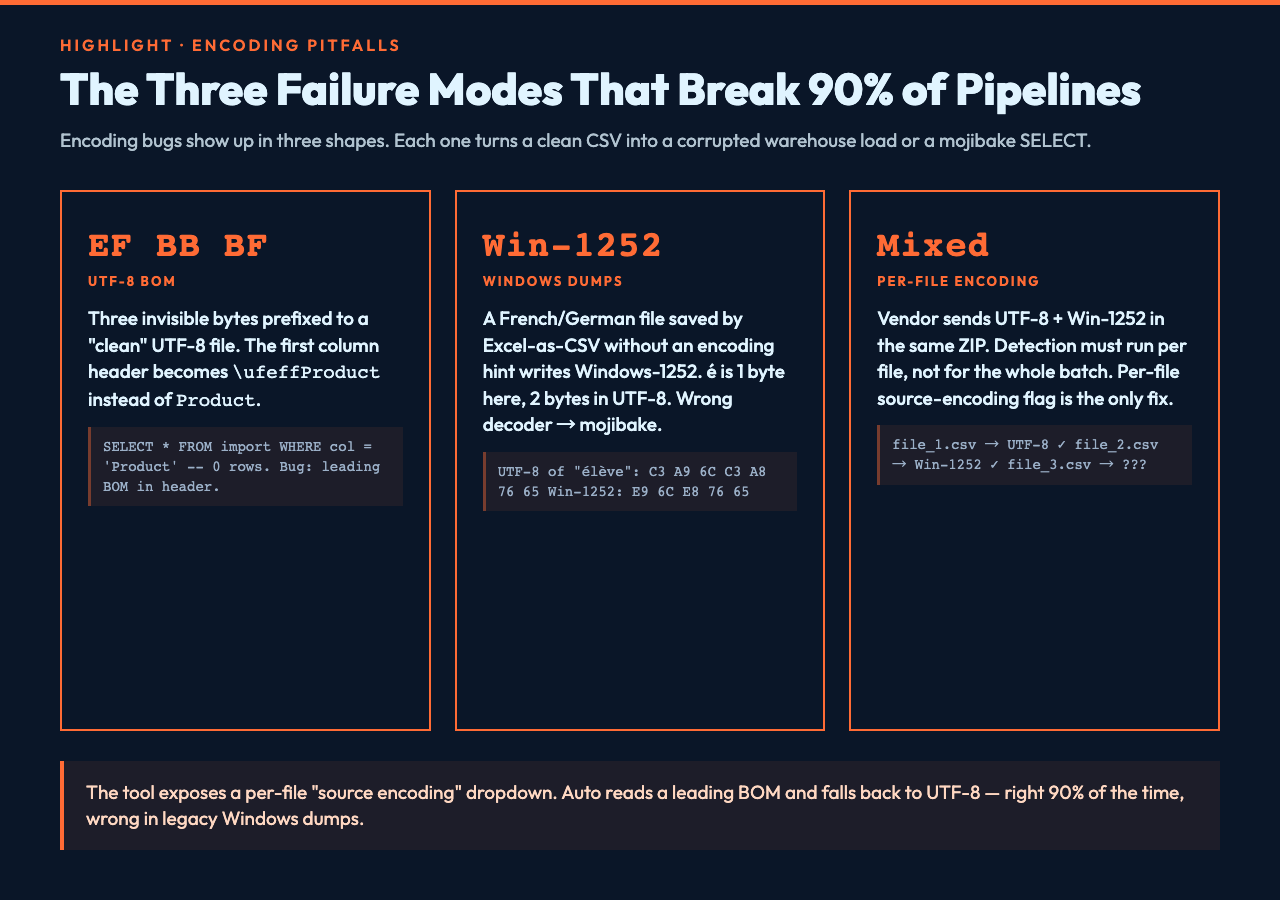 HIGHLIGHT · ENCODING PITFALLS
The Three Failure Modes That Break 90% of Pipelines
Encoding bugs show up in three shapes. Each one turns a clean CSV into a corrupted warehouse load or a mojibake SELECT.
EF BB BF
UTF-8 BOM
Three invisible bytes prefixed to a
"clean" UTF-8 file. The first column
header becomes \ufeffProduct
instead of Product.
SELECT * FROM import WHERE col =
'Product' -- 0 rows. Bug: leading
BOM in header.
Win-1252
WINDOWS DUMPS
A French/German file saved by
Excel-as-CSV without an encoding
hint writes Windows-1252. é is 1 byte
here, 2 bytes in UTF-8. Wrong
decoder → mojibake.
UTF-8 of "élève": C3 A9 6C C3 A8
76 65 Win-1252: E9 6C E8 76 65
Mixed
PER-FILE ENCODING
Vendor sends UTF-8 + Win-1252 in
the same ZIP. Detection must run per
file, not for the whole batch. Per-file
source-encoding flag is the only fix.
file_1.csv → UTF-8 ✓ file_2.csv
→ Win-1252 ✓ file_3.csv → ???
The tool exposes a per-file "source encoding" dropdown. Auto reads a leading BOM and falls back to UTF-8 — right 90% of the time,
wrong in legacy Windows dumps.